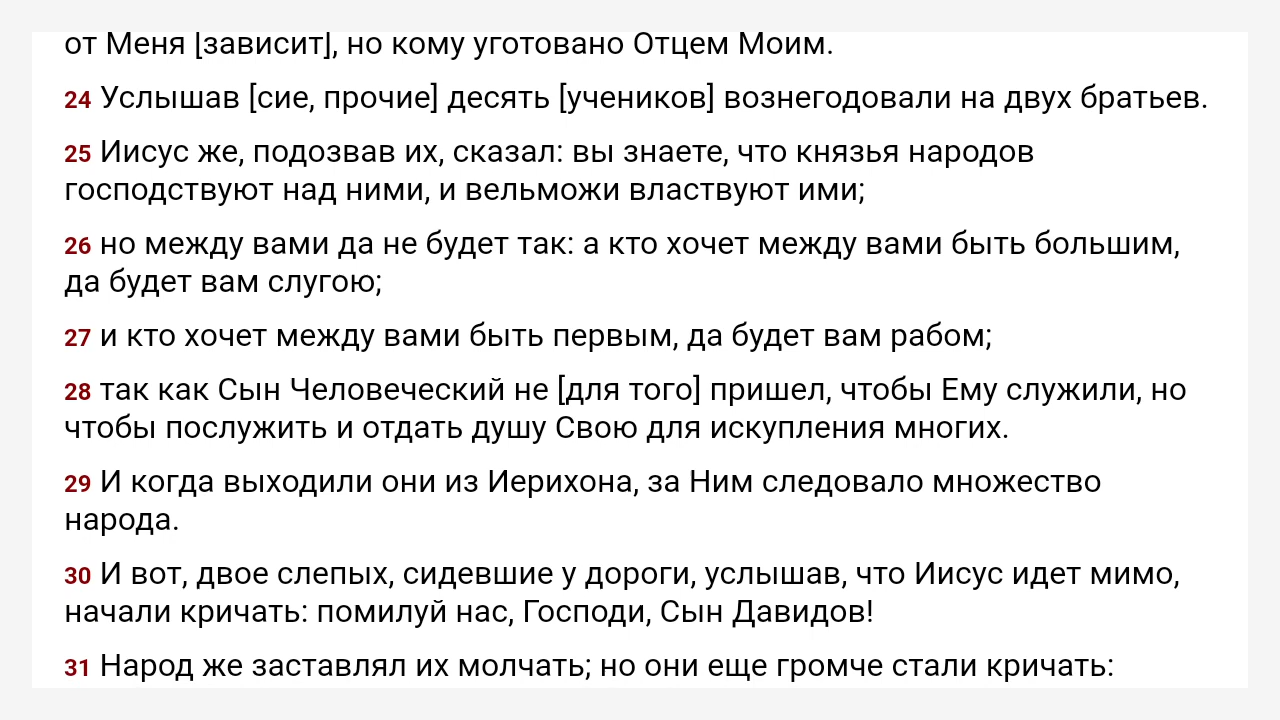 от Меня [зависит], но кому уготовано Отцем Моим.
24 Услышав [сие, прочие] десять [учеников] вознегодовали на двух братьев.
25 Иисус же, подозвав их, сказал: вы знаете, что князья народов
господствуют над ними, и вельможи властвуют ими;
26 но между вами да не будет так: а кто хочет между вами быть большим,
да будет вам слугою;
27 и кто хочет между вами быть первым, да будет вам рабом;
28 так как Сын Человеческий не [для того] пришел, чтобы Ему служили, но
чтобы послужить и отдать душу Свою для искупления многих.
29 И когда выходили они из Иерихона, за Ним следовало множество
народа.
30 И вот, двое слепых, сидевшие у дороги, услышав, что Иисус идет мимо,
начали кричать: помилуй нас, Господи, Сын Давидов!
31 Народ же заставлял их молчать; но они еще громче стали кричать: